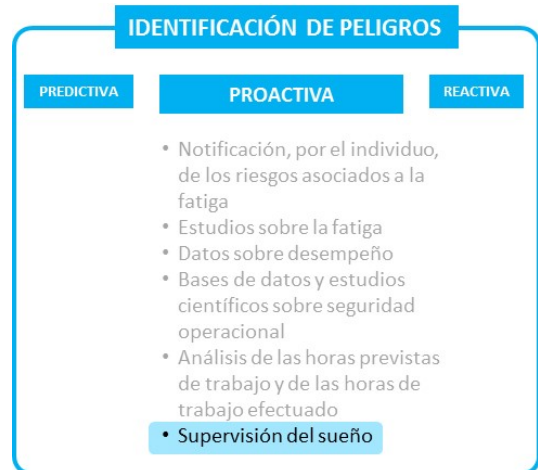 IDENTIFICACIÓN DE PELIGROS
PREDICTIVA
PROACTIVA
REACTIVA
• Notificación, por el individuo,
de los riesgos asociados a la
fatiga
• Estudios sobre la fatiga
• Datos sobre desempeño
• Bases de datos y estudios
científicos sobre seguridad
operacional
• Análisis de las horas previstas
de trabajo y de las horas de
trabajo efectuado
• Supervisión del sueño